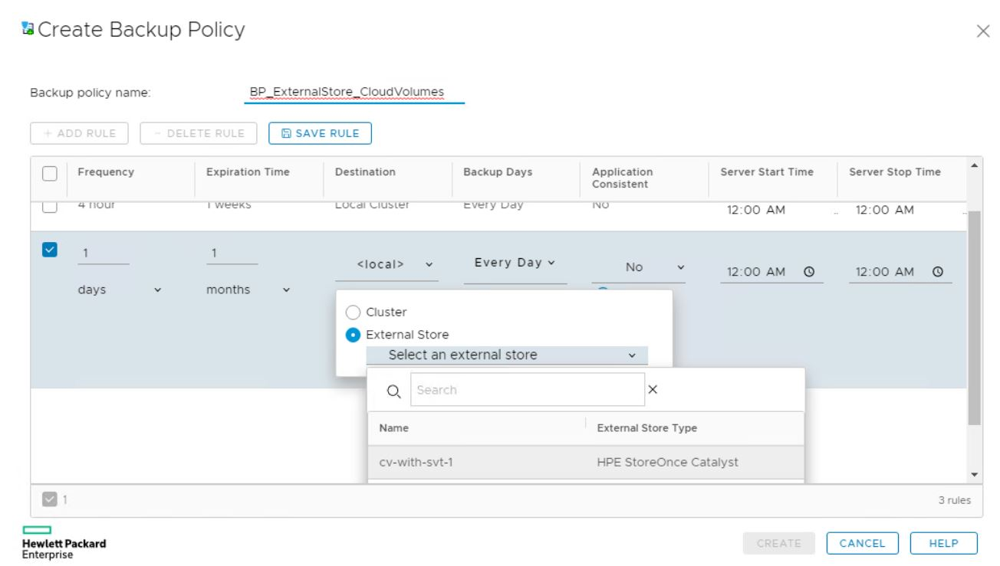 Create Backup Policy
Backup policy name: BP_ExternalStore_CloudVolumes
+ ADD RULE − DELETE RULE SAVE RULE
Frequency Expiration Time Destination Backup Days Application Consistent Server Start Time Server Stop Time
4 hour 1 weeks Local Cluster Every Day No 12:00 AM .. 12:00 AM ..
1 1 <local> Every Day No 12:00 AM 12:00 AM
days months
Cluster
External Store
Select an external store
Search
Name External Store Type
cv-with-svt-1 HPE StoreOnce Catalyst
1 3 rules
Hewlett Packard
Enterprise
CREATE CANCEL HELP